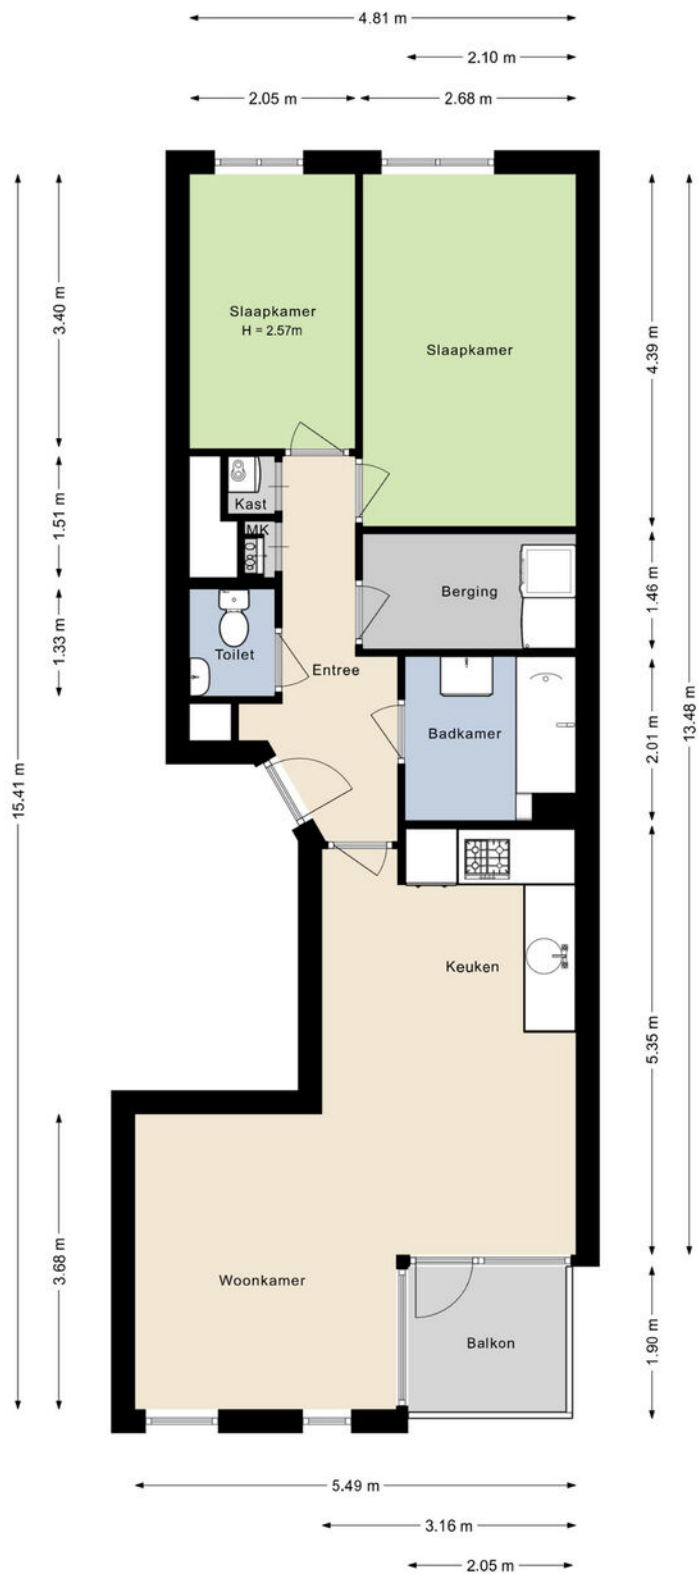 4.81 m
2.10 m
2.05 m
2.68 m
3.40 m
4.39 m
Slaapkamer
H = 2.57m
Slaapkamer
1.51 m
Kast
MK
1.46 m
Berging
1.33 m
Toilet
Entree
Badkamer
2.01 m
13.48 m
15.41 m
Keuken
5.35 m
3.68 m
Woonkamer
Balkon
1.90 m
5.49 m
3.16 m
2.05 m